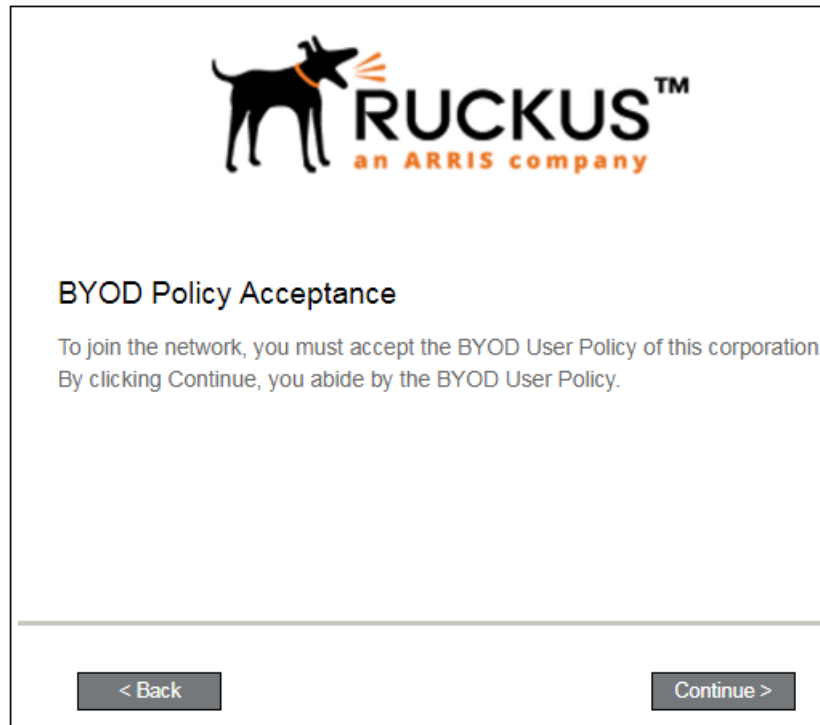 RUCKUS™
an ARRIS company
BYOD Policy Acceptance
To join the network, you must accept the BYOD User Policy of this corporation
By clicking Continue, you abide by the BYOD User Policy.
< Back
Continue >